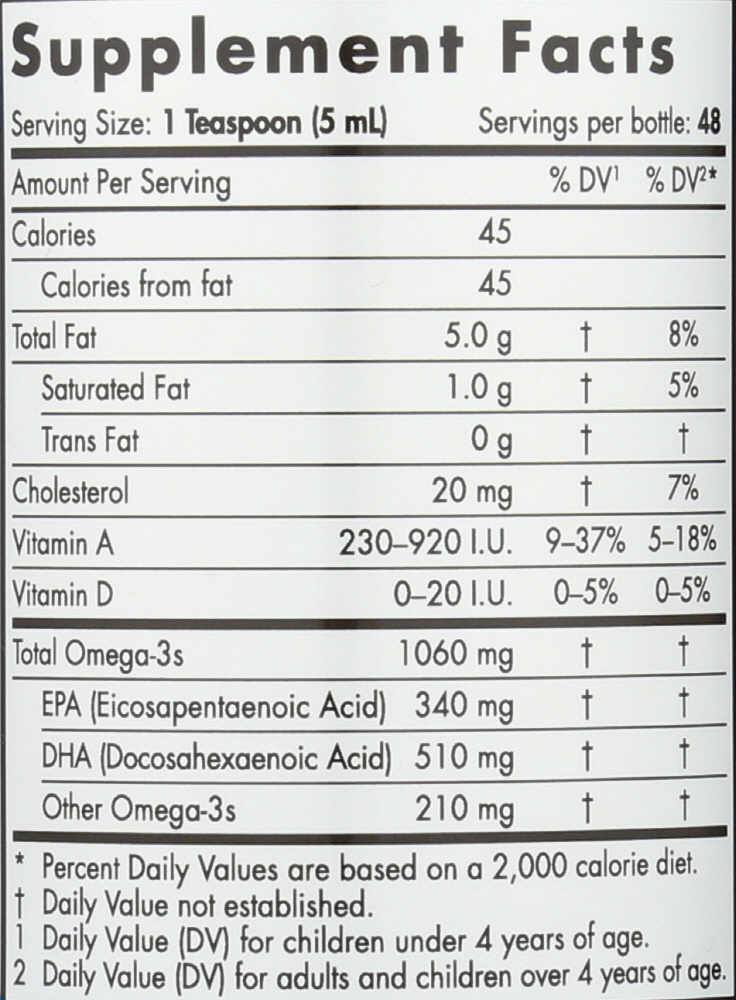 Supplement Facts
Serving Size: 1 Teaspoon (5 mL) Servings per bottle: 48
Amount Per Serving % DV¹ % DV²*
Calories 45
Calories from fat 45
Total Fat 5.0 g † 8%
Saturated Fat 1.0 g † 5%
Trans Fat 0 g † †
Cholesterol 20 mg † 7%
Vitamin A 230–920 I.U. 9–37% 5–18%
Vitamin D 0–20 I.U. 0–5% 0–5%
Total Omega-3s 1060 mg † †
EPA (Eicosapentaenoic Acid) 340 mg † †
DHA (Docosahexaenoic Acid) 510 mg † †
Other Omega-3s 210 mg † †
* Percent Daily Values are based on a 2,000 calorie diet.
† Daily Value not established.
1 Daily Value (DV) for children under 4 years of age.
2 Daily Value (DV) for adults and children over 4 years of age.